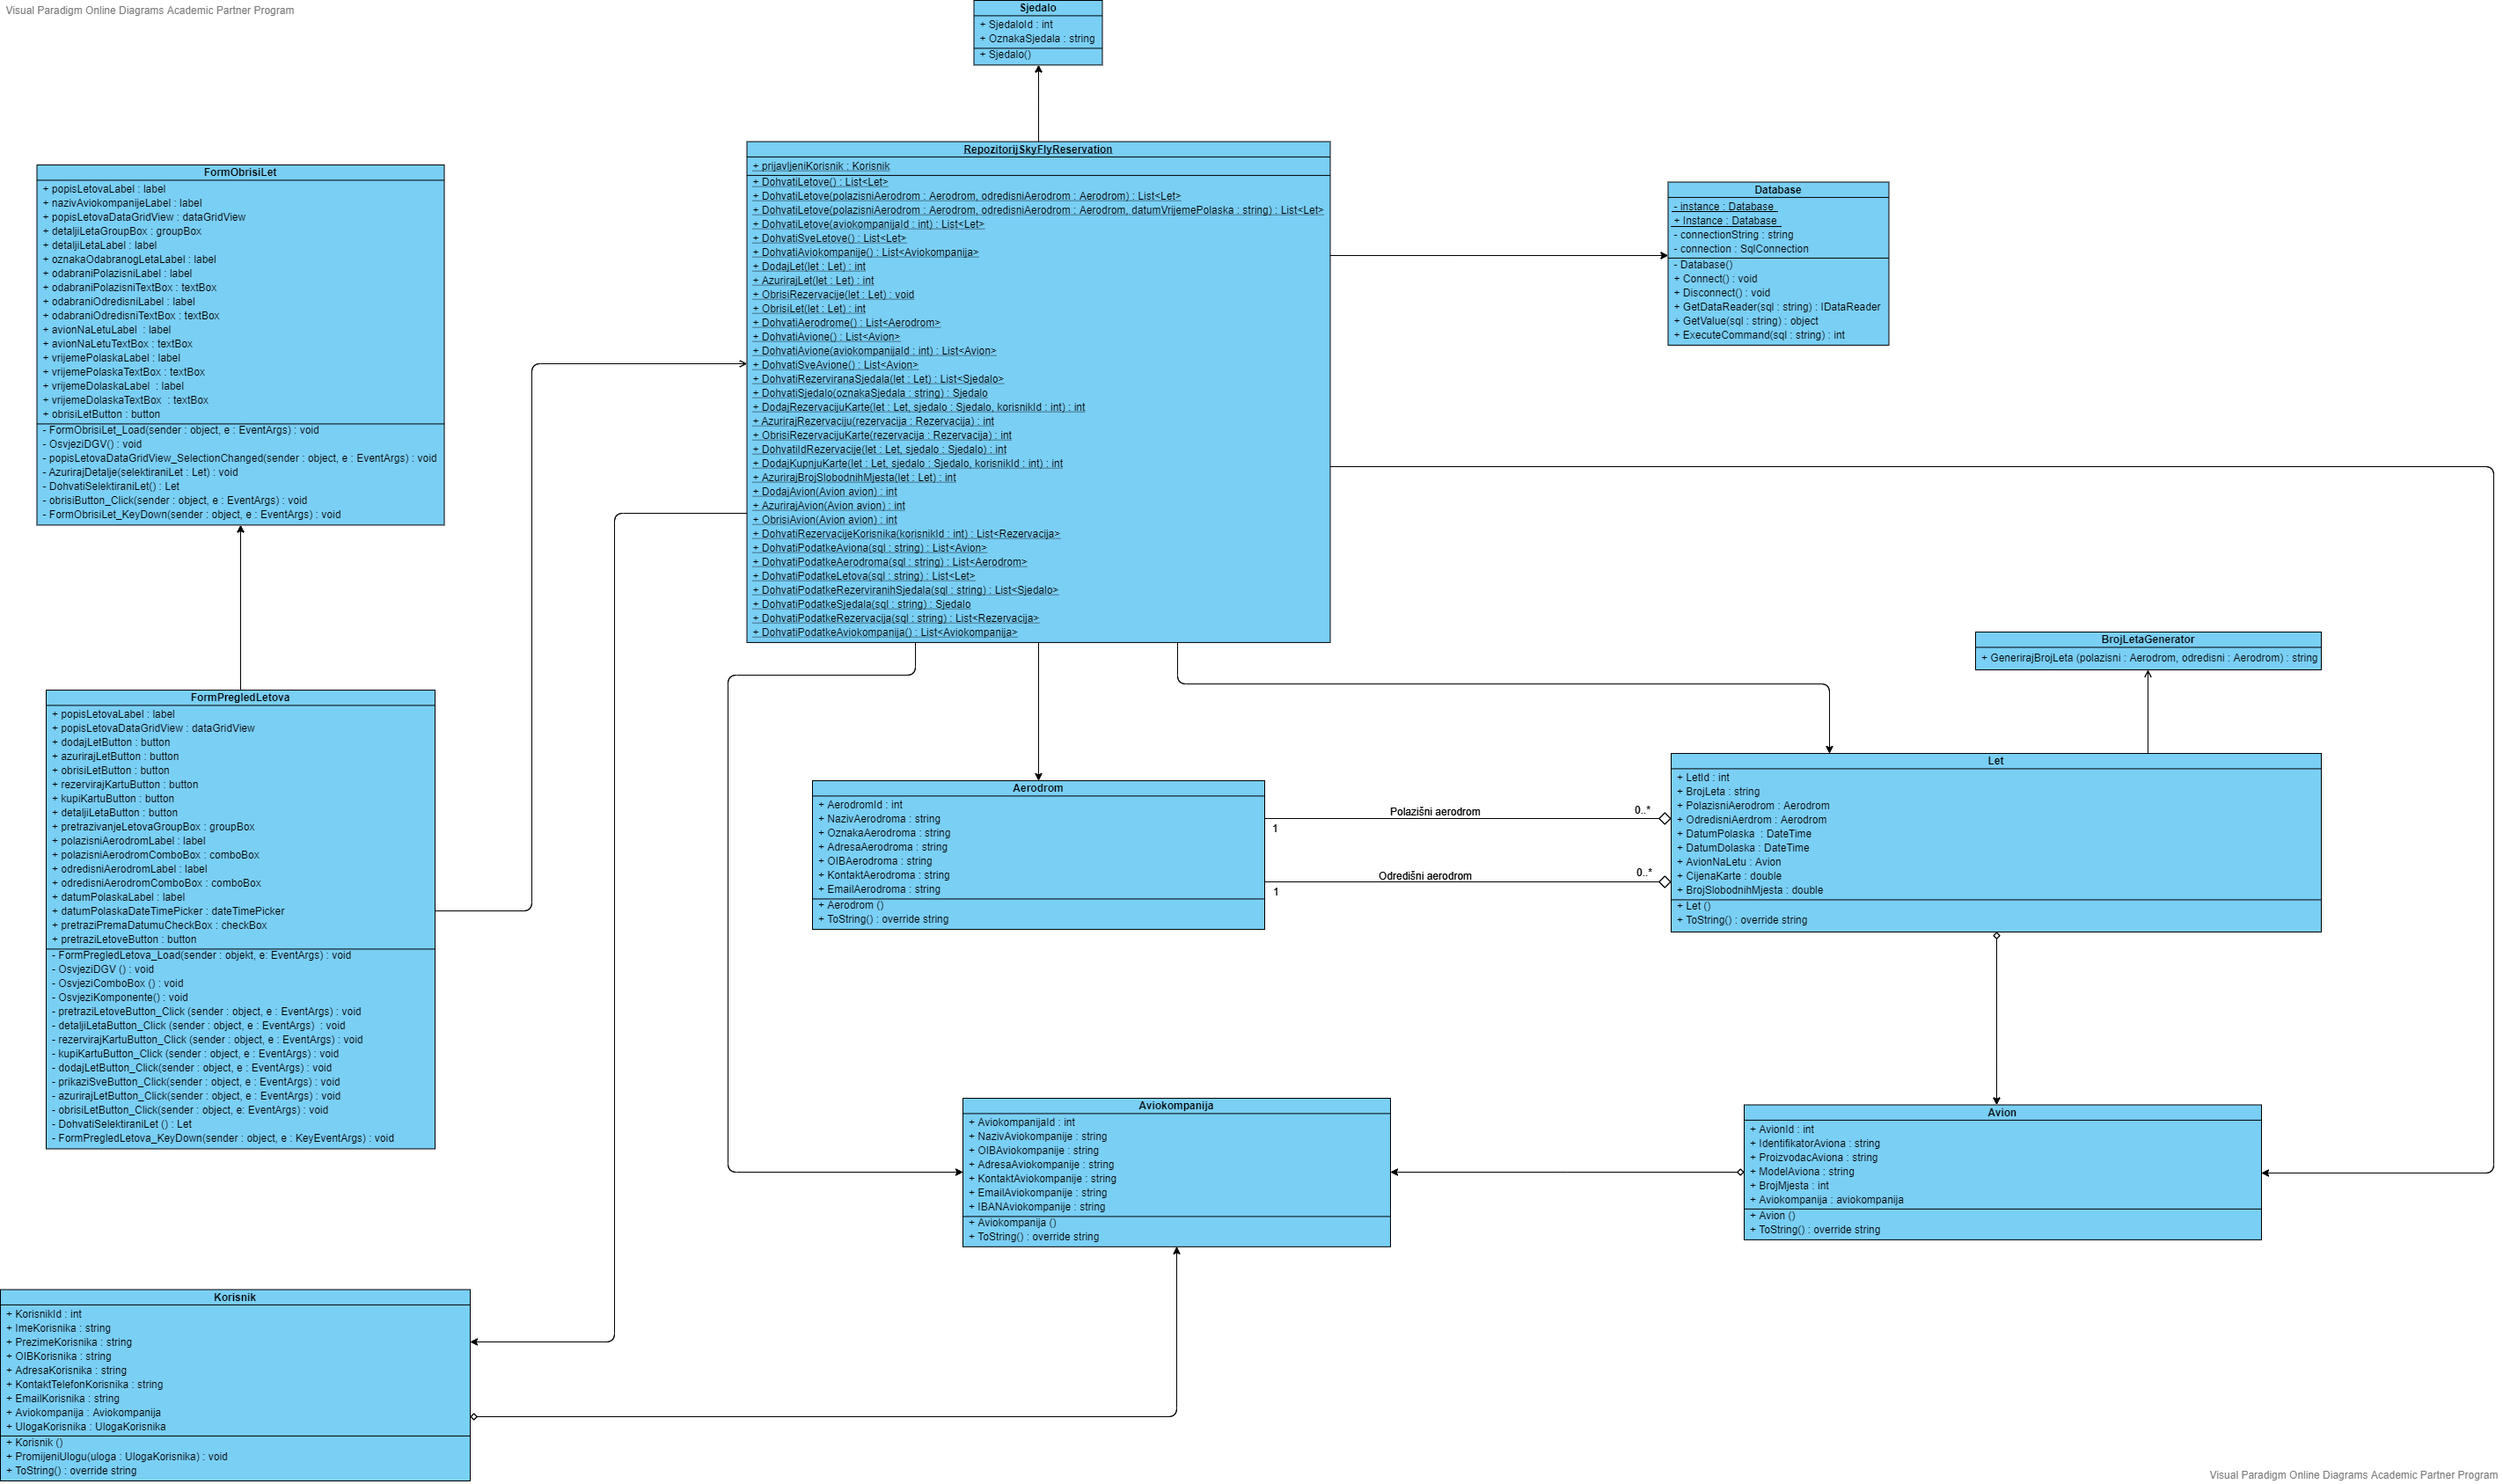 Visual Paradigm Online Diagrams Academic Partner Program
Sjedalo
+ SjedaloId : int
+ OznakaSjedala : string
+ Sjedalo()
RepozitorijSkyFlyReservation
+ prijavljeniKorisnik : Korisnik
+ DohvatiLetove() : List<Let>
+ DohvatiLetove(polazisniAerodrom : Aerodrom, odredisniAerodrom : Aerodrom) : List<Let>
+ DohvatiLetove(polazisniAerodrom : Aerodrom, odredisniAerodrom : Aerodrom, datumVrijemePolaska : string) : List<Let>
+ DohvatiLetove(aviokompanijaId : int) : List<Let>
+ DohvatiSveLetove() : List<Let>
+ DohvatiAviokompanije() : List<Aviokompanija>
+ DodajLet(let : Let) : int
+ AzurirajLet(let : Let) : int
+ ObrisiRezervacije(let : Let) : void
+ ObrisiLet(let : Let) : int
+ DohvatiAerodrome() : List<Aerodrom>
+ DohvatiAvione() : List<Avion>
+ DohvatiAvione(aviokompanijaId : int) : List<Avion>
+ DohvatiSveAvione() : List<Avion>
+ DohvatiRezerviranaSjedala(let : Let) : List<Sjedalo>
+ DohvatiSjedalo(oznakaSjedala : string) : Sjedalo
+ DodajRezervacijuKarte(let : Let, sjedalo : Sjedalo, korisnikId : int) : int
+ AzurirajRezervaciju(rezervacija : Rezervacija) : int
+ ObrisiRezervacijuKarte(rezervacija : Rezervacija) : int
+ DohvatiIdRezervacije(let : Let, sjedalo : Sjedalo) : int
+ DodajKupnjuKarte(let : Let, sjedalo : Sjedalo, korisnikId : int) : int
+ AzurirajBrojSlobodnihMjesta(let : Let) : int
+ DodajAvion(Avion avion) : int
+ AzurirajAvion(Avion avion) : int
+ ObrisiAvion(Avion avion) : int
+ DohvatiRezervacijeKorisnika(korisnikId : int) : List<Rezervacija>
+ DohvatiPodatkeAviona(sql : string) : List<Avion>
+ DohvatiPodatkeAerodroma(sql : string) : List<Aerodrom>
+ DohvatiPodatkeLetova(sql : string) : List<Let>
+ DohvatiPodatkeRezerviranihSjedala(sql : string) : List<Sjedalo>
+ DohvatiPodatkeSjedala(sql : string) : Sjedalo
+ DohvatiPodatkeRezervacija(sql : string) : List<Rezervacija>
+ DohvatiPodatkeAviokompanija() : List<Aviokompanija>
FormObrisiLet
+ popisLetovaLabel : label
+ nazivAviokompanijeLabel : label
+ popisLetovaDataGridView : dataGridView
+ detaljiLetaGroupBox : groupBox
+ detaljiLetaLabel : label
+ oznakaOdabranogLetaLabel : label
+ odabraniPolazisniLabel : label
+ odabraniPolazisniTextBox : textBox
+ odabraniOdredisniLabel : label
+ odabraniOdredisniTextBox : textBox
+ avionNaLetuLabel : label
+ avionNaLetuTextBox : textBox
+ vrijemePolaskaLabel : label
+ vrijemePolaskaTextBox : textBox
+ vrijemeDolaskaLabel : label
+ vrijemeDolaskaTextBox : textBox
+ obrisiLetButton : button
- FormObrisiLet_Load(sender : object, e : EventArgs) : void
- OsvjeziDGV() : void
- popisLetovaDataGridView_SelectionChanged(sender : object, e : EventArgs) : void
- AzurirajDetalje(selektiraniLet : Let) : void
- DohvatiSelektiraniLet() : Let
- obrisiButton_Click(sender : object, e : EventArgs) : void
- FormObrisiLet_KeyDown(sender : object, e : EventArgs) : void
Database
- instance : Database
+ Instance : Database
- connectionString : string
- connection : SqlConnection
- Database()
+ Connect() : void
+ Disconnect() : void
+ GetDataReader(sql : string) : IDataReader
+ GetValue(sql : string) : object
+ ExecuteCommand(sql : string) : int
BrojLetaGenerator
+ GenerirajBrojLeta (polazisni : Aerodrom, odredisni : Aerodrom) : string
FormPregledLetova
+ popisLetovaLabel : label
+ popisLetovaDataGridView : dataGridView
+ dodajLetButton : button
+ azurirajLetButton : button
+ obrisiLetButton : button
+ rezervirajKartuButton : button
+ kupiKartuButton : button
+ detaljiLetaButton : button
+ pretrazivanjeLetovaGroupBox : groupBox
+ polazisniAerodromLabel : label
+ polazisniAerodromComboBox : comboBox
+ odredisniAerodromLabel : label
+ odredisniAerodromComboBox : comboBox
+ datumPolaskaLabel : label
+ datumPolaskaDateTimePicker : dateTimePicker
+ pretraziPremaDatumuCheckBox : checkBox
+ pretraziLetoveButton : button
- FormPregledLetova_Load(sender : objekt, e: EventArgs) : void
- OsvjeziDGV () : void
- OsvjeziComboBox () : void
- OsvjeziKomponente() : void
- pretraziLetoveButton_Click (sender : object, e : EventArgs) : void
- detaljiLetaButton_Click (sender : object, e : EventArgs) : void
- rezervirajKartuButton_Click (sender : object, e : EventArgs) : void
- kupiKartuButton_Click (sender : object, e : EventArgs) : void
- dodajLetButton_Click(sender : object, e : EventArgs) : void
- prikaziSveButton_Click(sender : object, e : EventArgs) : void
- azurirajLetButton_Click(sender : object, e : EventArgs) : void
- obrisiLetButton_Click(sender : object, e: EventArgs) : void
- DohvatiSelektiraniLet () : Let
- FormPregledLetova_KeyDown(sender : object, e : KeyEventArgs) : void
Aerodrom
+ AerodromId : int
+ NazivAerodroma : string
+ OznakaAerodroma : string
+ AdresaAerodroma : string
+ OIBAerodroma : string
+ KontaktAerodroma : string
+ EmailAerodroma : string
+ Aerodrom ()
+ ToString() : override string
Polazišni aerodrom
0..*
1
Odredišni aerodrom
0..*
1
Let
+ LetId : int
+ BrojLeta : string
+ PolazisniAerodrom : Aerodrom
+ OdredisniAerdrom : Aerodrom
+ DatumPolaska : DateTime
+ DatumDolaska : DateTime
+ AvionNaLetu : Avion
+ CijenaKarte : double
+ BrojSlobodnihMjesta : double
+ Let ()
+ ToString() : override string
Aviokompanija
+ AviokompanijaId : int
+ NazivAviokompanije : string
+ OIBAviokompanije : string
+ AdresaAviokompanije : string
+ KontaktAviokompanije : string
+ EmailAviokompanije : string
+ IBANAviokompanije : string
+ Aviokompanija ()
+ ToString() : override string
Avion
+ AvionId : int
+ IdentifikatorAviona : string
+ ProizvodacAviona : string
+ ModelAviona : string
+ BrojMjesta : int
+ Aviokompanija : aviokompanija
+ Avion ()
+ ToString() : override string
Korisnik
+ KorisnikId : int
+ ImeKorisnika : string
+ PrezimeKorisnika : string
+ OIBKorisnika : string
+ AdresaKorisnika : string
+ KontaktTelefonKorisnika : string
+ EmailKorisnika : string
+ Aviokompanija : Aviokompanija
+ UlogaKorisnika : UlogaKorisnika
+ Korisnik ()
+ PromijeniUlogu(uloga : UlogaKorisnika) : void
+ ToString() : override string
Visual Paradigm Online Diagrams Academic Partner Program